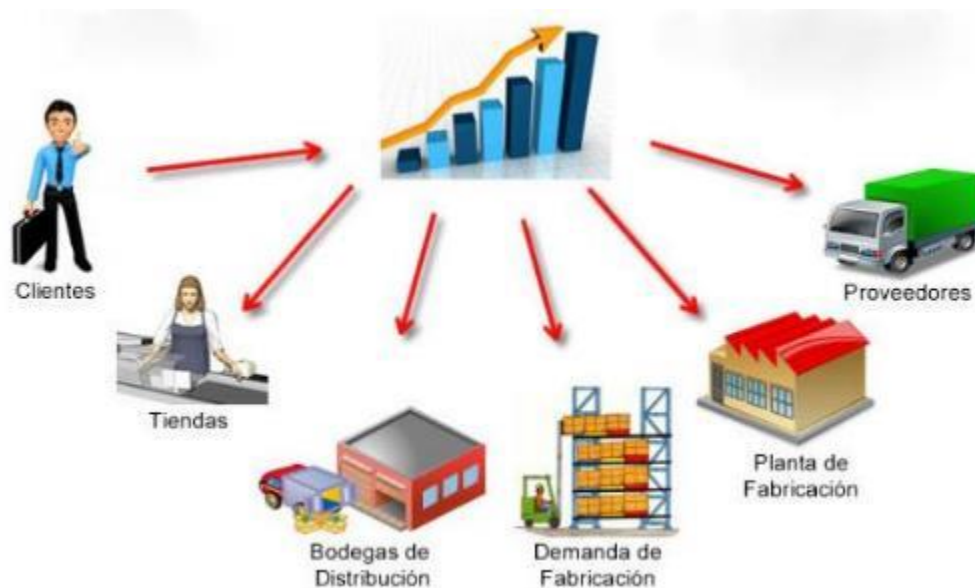 Clientes
Proveedores
Tiendas
Planta de
Fabricación
Bodegas de
Distribución
Demanda de
Fabricación